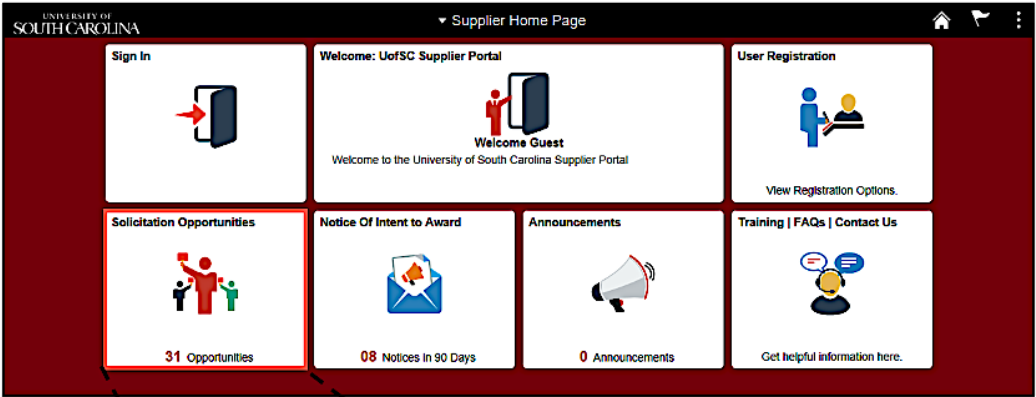 UNIVERSITY OF
SOUTH CAROLINA
Supplier Home Page
Sign In
Welcome: UofSC Supplier Portal
Welcome Guest
Welcome to the University of South Carolina Supplier Portal
User Registration
View Registration Options.
Solicitation Opportunities
31 Opportunities
Notice Of Intent to Award
08 Notices In 90 Days
Announcements
0 Announcements
Training | FAQs | Contact Us
Get helpful information here.